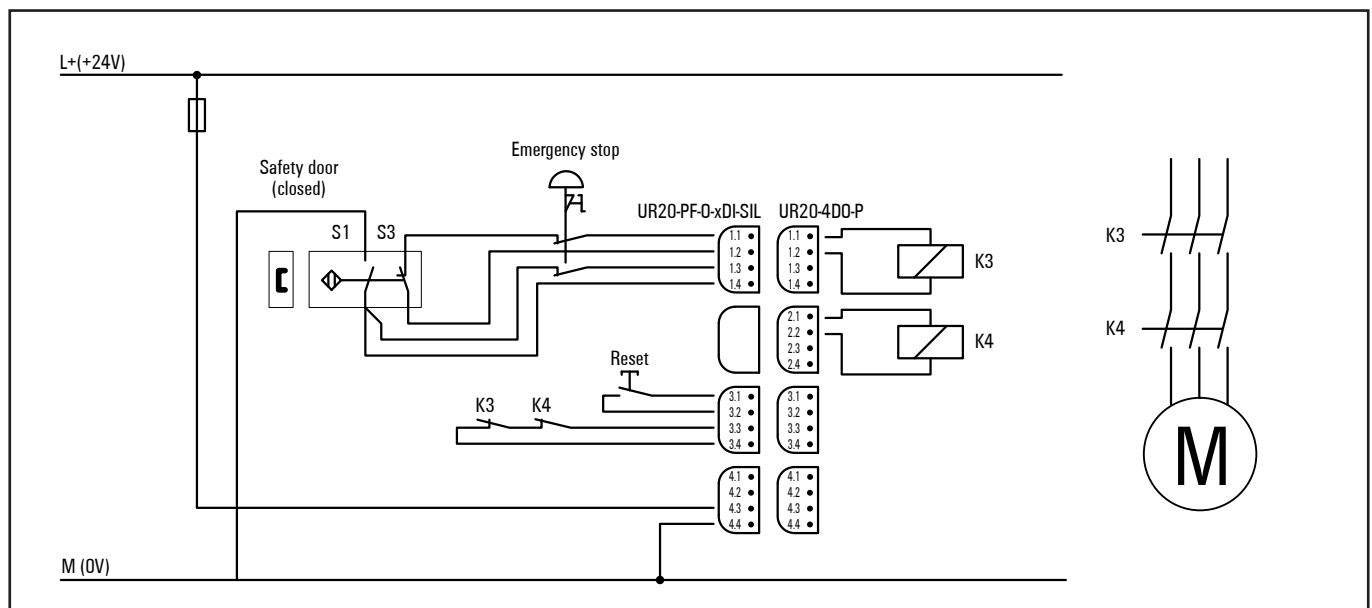 L+(+24V)
Emergency stop
Safety door
(closed)
UR20-PF-O-xDI-SIL
UR20-4DO-P
S1 S3
1.1
1.2
1.3
1.4
1.1
1.2
1.3
1.4
K3
2.1
2.2
2.3
2.4
K4
Reset
K3 K4
3.1
3.2
3.3
3.4
3.1
3.2
3.3
3.4
4.1
4.2
4.3
4.4
4.1
4.2
4.3
4.4
M (0V)
K3
K4
M